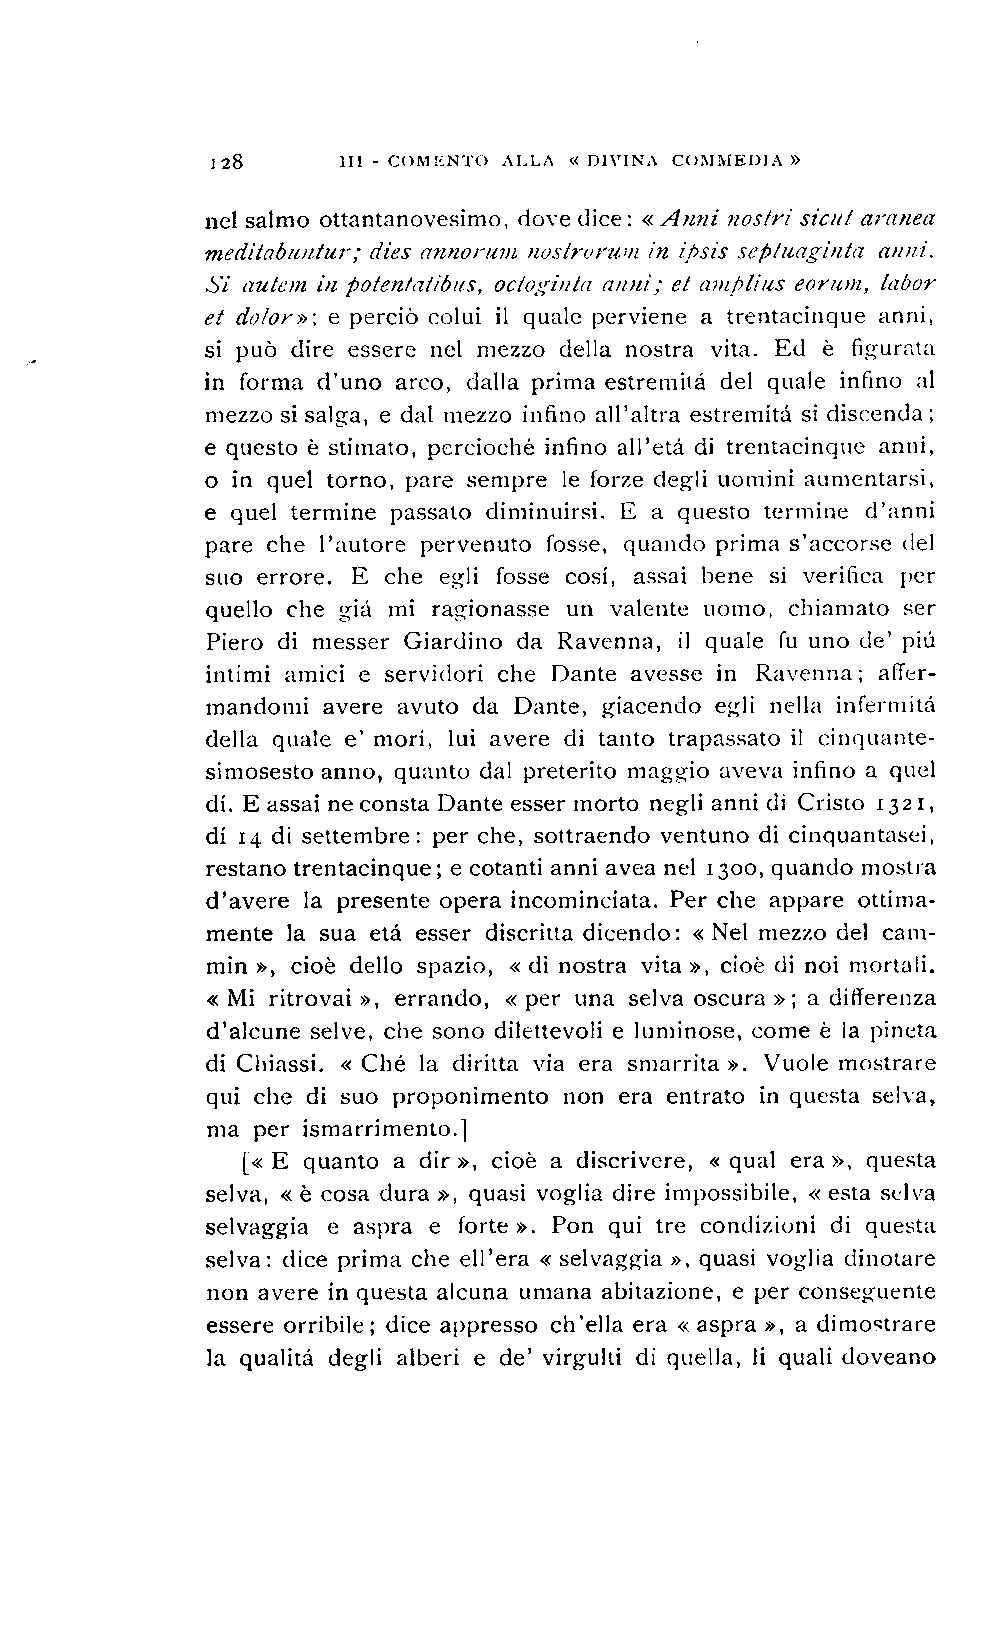 128 III - COMENTO ALLA « DIVINA COMMEDIA »
nel salmo ottantanovesimo, dove dice: « Anni nostri sicut aranea
meditabuntur; dies annorum nostrorum in ipsis septuaginta anni.
Si autem in potentatibus, octoginta anni; et amplius eorum, labor
et dolor»; e perciò colui il quale perviene a trentacinque anni,
si può dire essere nel mezzo della nostra vita. Ed è figurata
in forma d'uno arco, dalla prima estremitá del quale infino al
mezzo si salga, e dal mezzo infino all'altra estremitá si discenda;
e questo è stimato, percioché infino all'etá di trentacinque anni,
o in quel torno, pare sempre le forze degli uomini aumentarsi,
e quel termine passato diminuirsi. E a questo termine d'anni
pare che l'autore pervenuto fosse, quando prima s'accorse del
suo errore. E che egli fosse cosí, assai bene si verifica per
quello che giá mi ragionasse un valente uomo, chiamato ser
Piero di messer Giardino da Ravenna, il quale fu uno de' piú
intimi amici e servidori che Dante avesse in Ravenna; affer-
mandomi avere avuto da Dante, giacendo egli nella infermitá
della quale e' morí, lui avere di tanto trapassato il cinquante-
simosesto anno, quanto dal preterito maggio aveva infino a quel
dí. E assai ne consta Dante esser morto negli anni di Cristo 1321,
dí 14 di settembre: per che, sottraendo ventuno di cinquantasei,
restano trentacinque; e cotanti anni avea nel 1300, quando mostra
d'avere la presente opera incominciata. Per che appare ottima-
mente la sua etá esser discritta dicendo: « Nel mezzo del cam-
min », cioè dello spazio, « di nostra vita », cioè di noi mortali.
« Mi ritrovai », errando, « per una selva oscura »; a differenza
d'alcune selve, che sono dilettevoli e luminose, come è la pineta
di Chiassi. « Ché la diritta via era smarrita ». Vuole mostrare
qui che di suo proponimento non era entrato in questa selva,
ma per ismarrimento.]
[« E quanto a dir », cioè a discrivere, « qual era », questa
selva, « è cosa dura », quasi voglia dire impossibile, « esta selva
selvaggia e aspra e forte ». Pon qui tre condizioni di questa
selva: dice prima che ell'era « selvaggia », quasi voglia dinotare
non avere in questa alcuna umana abitazione, e per conseguente
essere orribile; dice appresso ch'ella era « aspra », a dimostrare
la qualitá degli alberi e de' virgulti di quella, li quali doveano